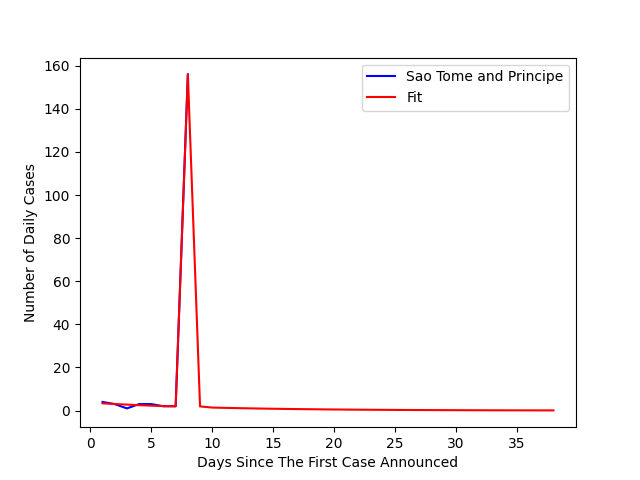 Sao Tome and Principe
Fit
160
140
120
100
80
60
40
20
0
Number of Daily Cases
0 5 10 15 20 25 30 35
Days Since The First Case Announced